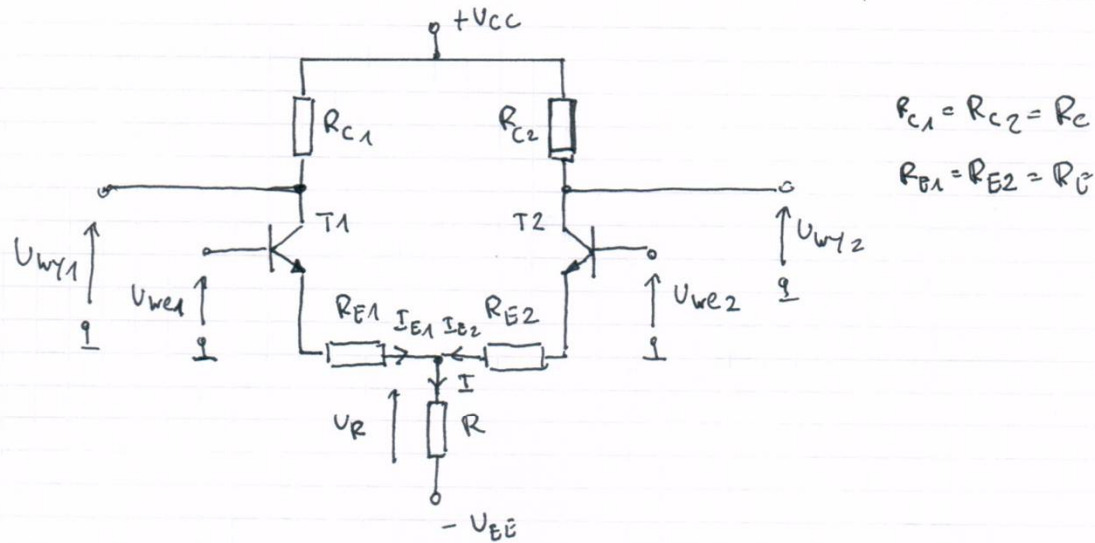 +UCC
RC1
RC2
RC1 = RC2 = RC
RE1 = RE2 = RE
T1
T2
UWY1
Uwe1
Uwe2
UWY2
RE1
IE1
IE2
RE2
I
UR
R
- UEE